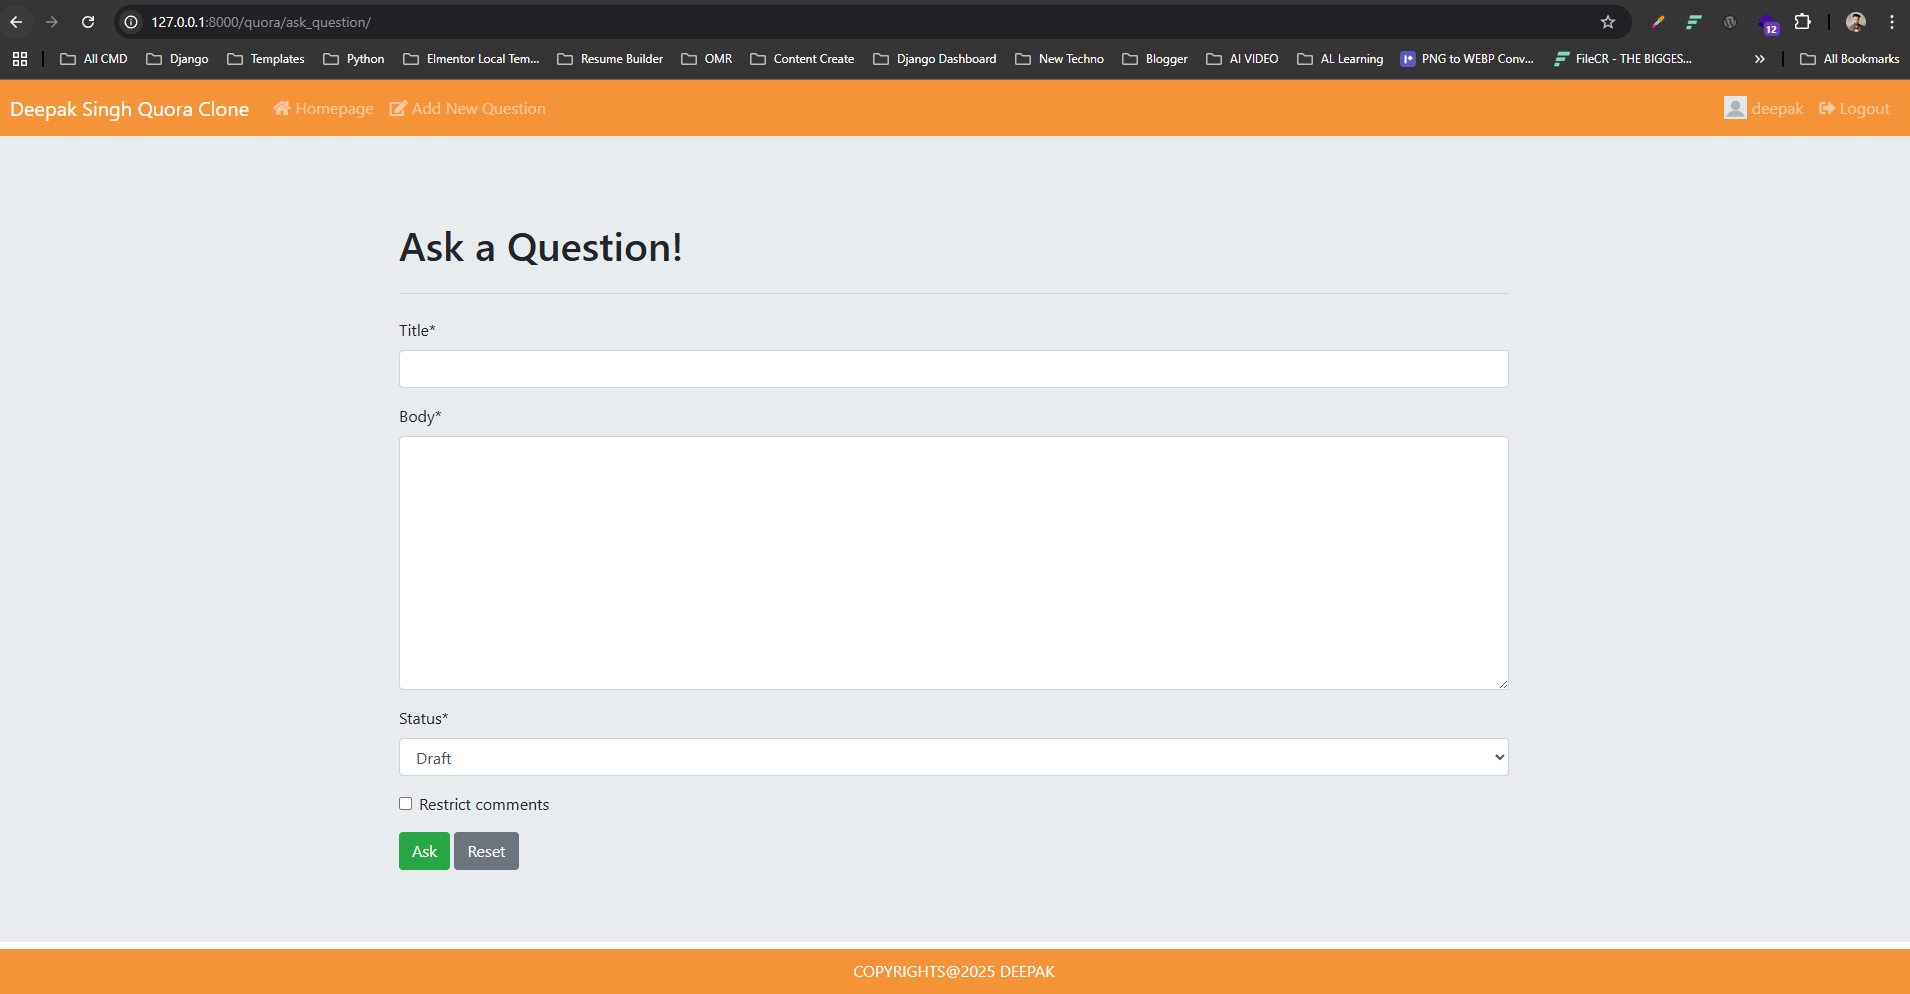 127.0.0.1:8000/quora/ask_question/
12
All CMD Django Templates Python Elmentor Local Tem... Resume Builder OMR Content Create Django Dashboard New Techno Blogger AI VIDEO AL Learning PNG to WEBP Conv... FileCR - THE BIGGES... » All Bookmarks
Deepak Singh Quora Clone Homepage Add New Question deepak Logout
Ask a Question!
Title*
Body*
Status*
Draft
Restrict comments
Ask Reset
COPYRIGHTS@2025 DEEPAK